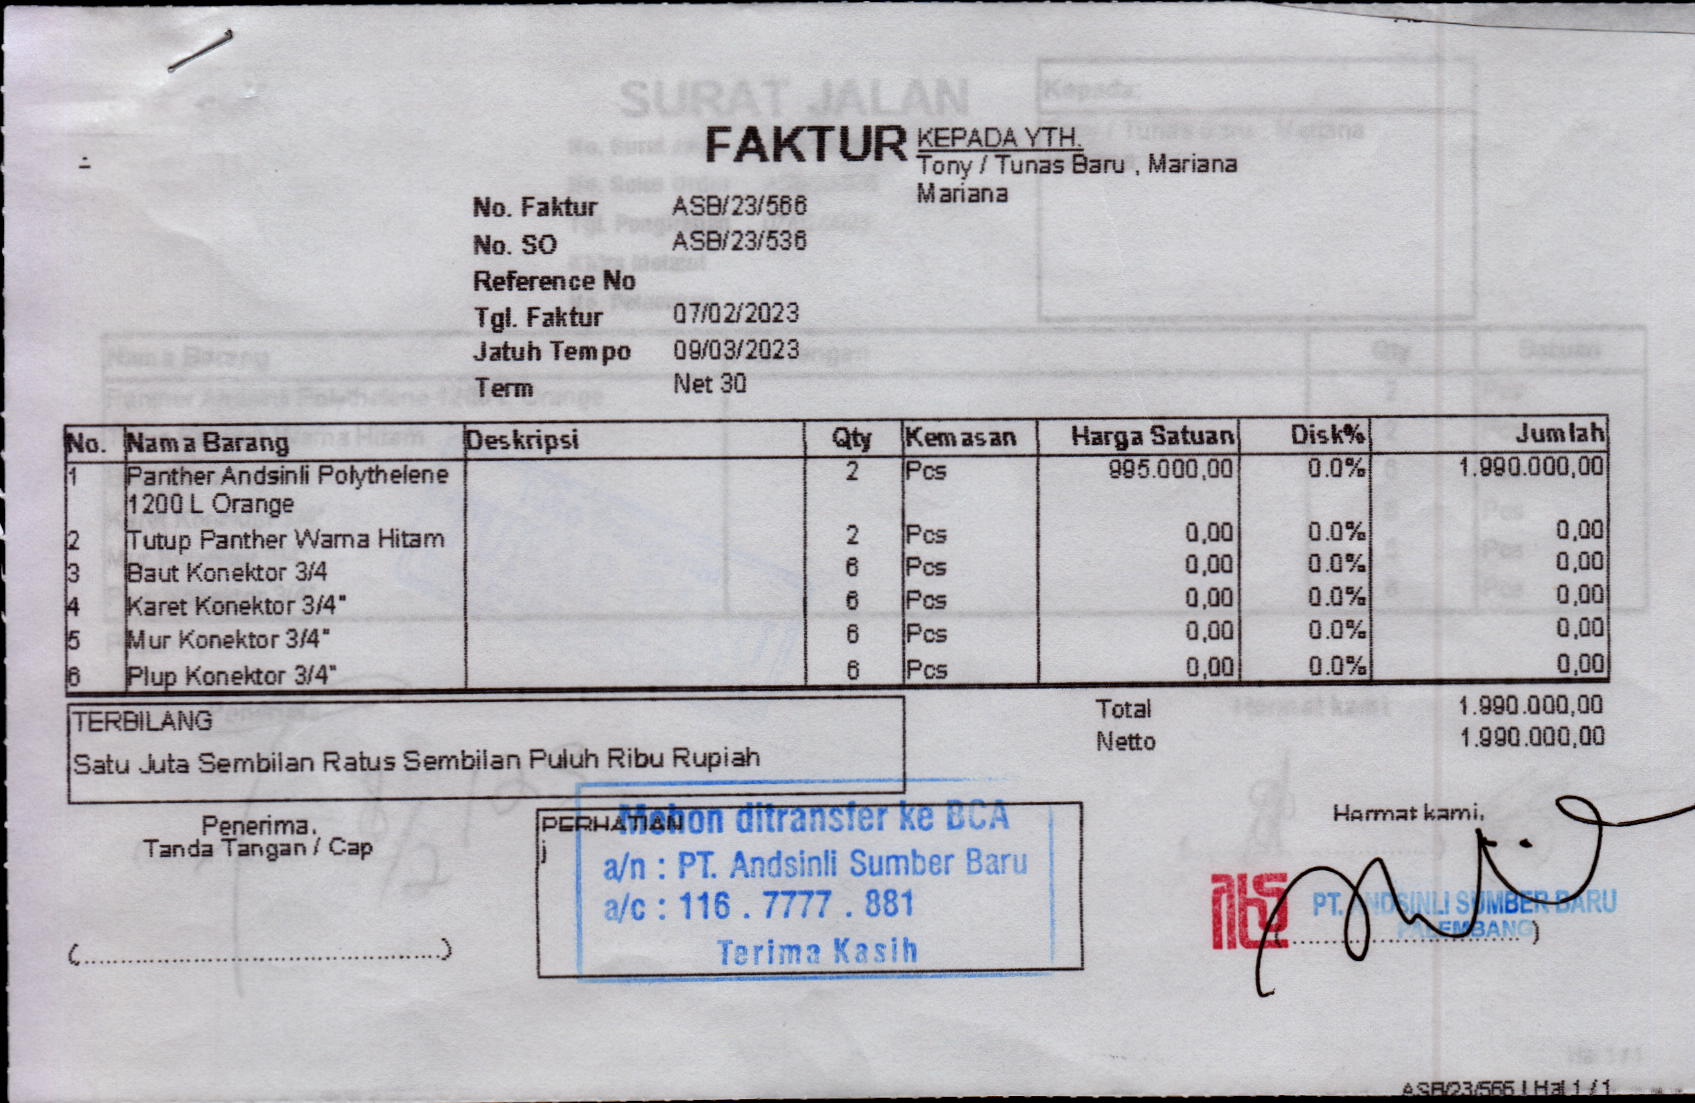 SURAT JALAN
Kepada:
FAKTUR
KEPADA YTH.
Tony / Tunas Baru , Mariana
Mariana
No. Faktur ASB/23/566
No. SO ASB/23/536
Reference No
Tgl. Faktur 07/02/2023
Jatuh Tempo 09/03/2023
Term Net 30
No. Nama Barang Deskripsi Qty Kemasan Harga Satuan Disk% Jumlah
1 Panther Andsinli Polythelene 2 Pcs 995.000,00 0.0% 1.990.000,00
1200 L Orange
2 Tutup Panther Warna Hitam 2 Pcs 0,00 0.0% 0,00
3 Baut Konektor 3/4 6 Pcs 0,00 0.0% 0,00
4 Karet Konektor 3/4" 6 Pcs 0,00 0.0% 0,00
5 Mur Konektor 3/4" 6 Pcs 0,00 0.0% 0,00
6 Plup Konektor 3/4" 6 Pcs 0,00 0.0% 0,00
TERBILANG
Satu Juta Sembilan Ratus Sembilan Puluh Ribu Rupiah
Total 1.990.000,00
Netto 1.990.000,00
Penerima,
Tanda Tangan / Cap
(..........................................)
PERHATIAN
j
Mohon ditransfer ke BCA
a/n : PT. Andsinli Sumber Baru
a/c : 116 . 7777 . 881
Terima Kasih
Hormat kami,
PT. ANDSINLI SUMBER BARU
PALEMBANG
(..............................)
ASB/23/566 | Hal 1 / 1